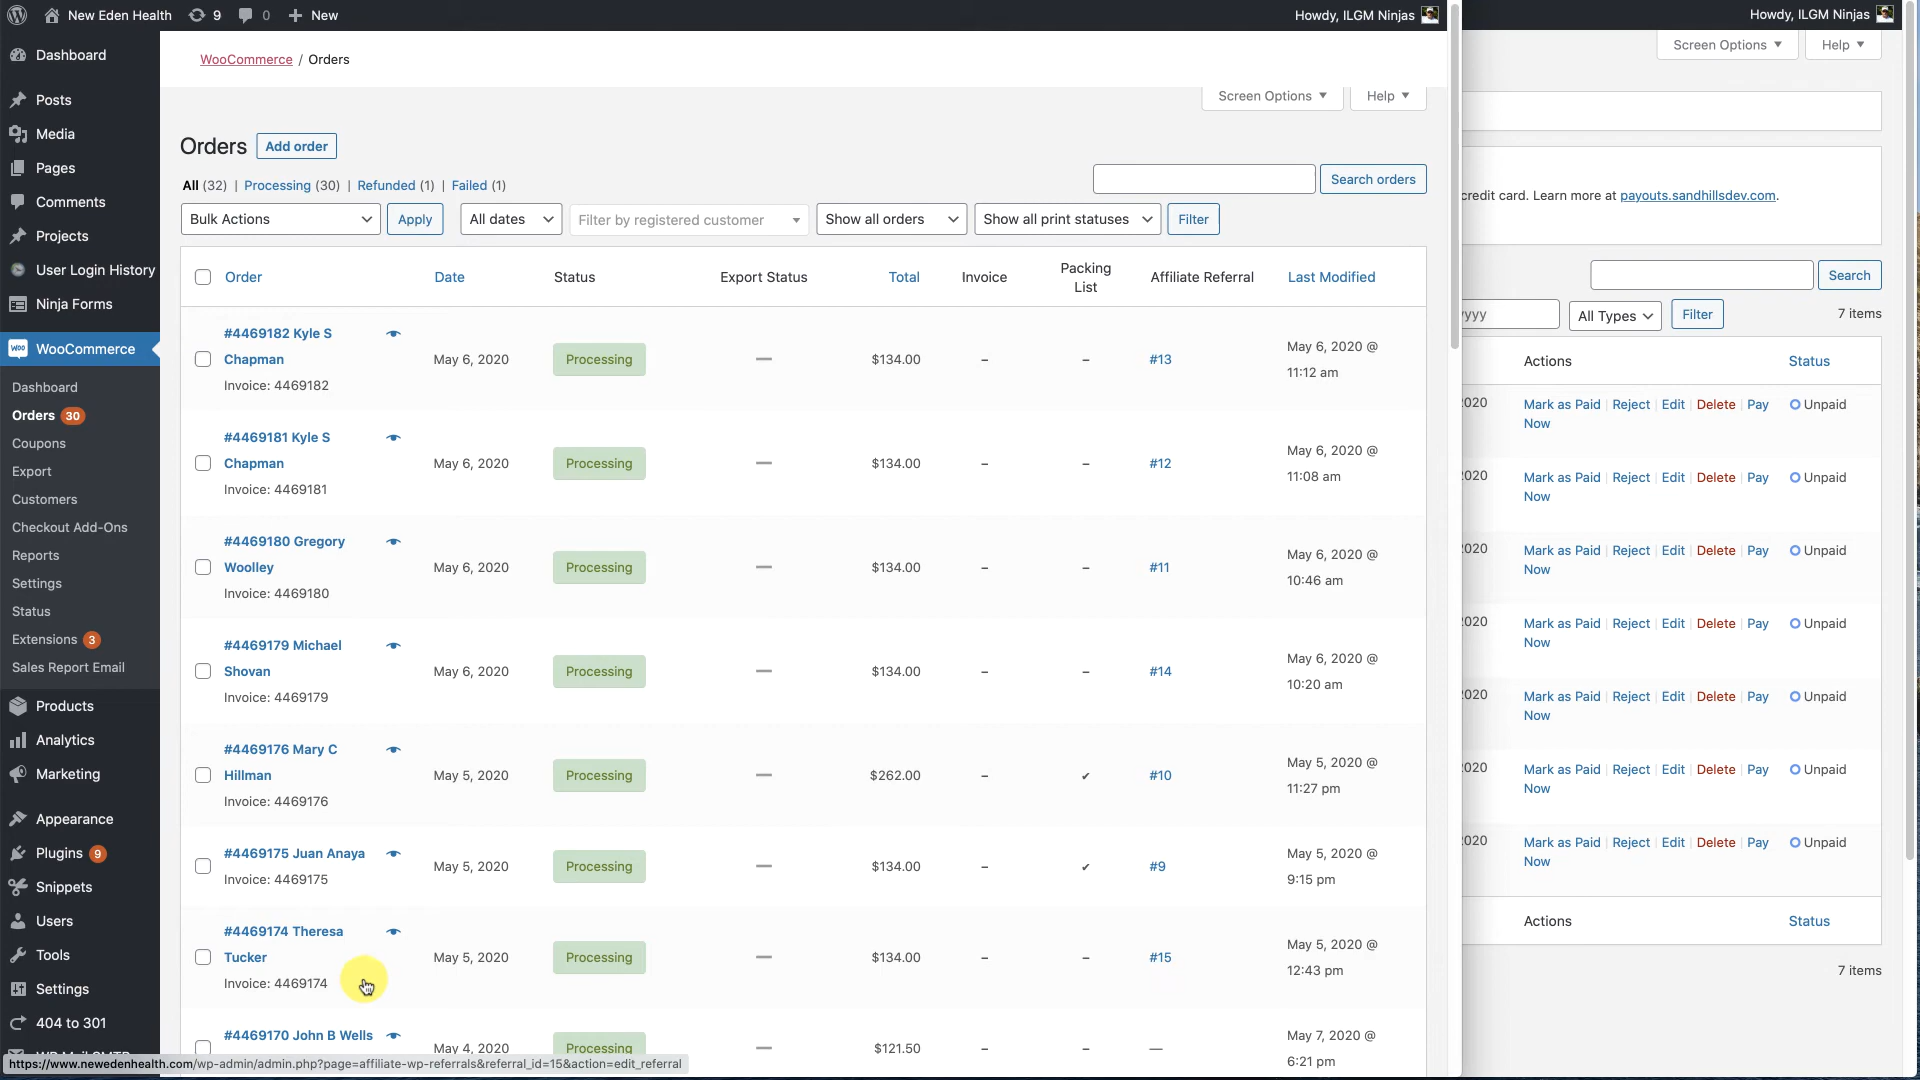 New Eden Health 9 0 New Howdy, ILGM Ninjas
Howdy, ILGM Ninjas
Dashboard
Posts
Media
Pages
Comments
Projects
User Login History
Ninja Forms
WooCommerce
Dashboard
Orders 30
Coupons
Export
Customers
Checkout Add-Ons
Reports
Settings
Status
Extensions 3
Sales Report Email
Products
Analytics
Marketing
Appearance
Plugins 9
Snippets
Users
Tools
Settings
404 to 301
WooCommerce / Orders
Screen Options Help
Orders Add order
All (32) | Processing (30) | Refunded (1) | Failed (1)
Search orders
Bulk Actions Apply All dates Filter by registered customer Show all orders Show all print statuses Filter
Order Date Status Export Status Total Invoice Packing List Affiliate Referral Last Modified
#4469182 Kyle S
Chapman May 6, 2020 Processing — $134.00 – – #13 May 6, 2020 @ 11:12 am
Invoice: 4469182
#4469181 Kyle S
Chapman May 6, 2020 Processing — $134.00 – – #12 May 6, 2020 @ 11:08 am
Invoice: 4469181
#4469180 Gregory
Woolley May 6, 2020 Processing — $134.00 – – #11 May 6, 2020 @ 10:46 am
Invoice: 4469180
#4469179 Michael
Shovan May 6, 2020 Processing — $134.00 – – #14 May 6, 2020 @ 10:20 am
Invoice: 4469179
#4469176 Mary C
Hillman May 5, 2020 Processing — $262.00 – ✔ #10 May 5, 2020 @ 11:27 pm
Invoice: 4469176
#4469175 Juan Anaya May 5, 2020 Processing — $134.00 – ✔ #9 May 5, 2020 @ 9:15 pm
Invoice: 4469175
#4469174 Theresa
Tucker May 5, 2020 Processing — $134.00 – – #15 May 5, 2020 @ 12:43 pm
Invoice: 4469174
#4469170 John B Wells May 4, 2020 Processing — $121.50 – – — May 7, 2020 @ 6:21 pm
https://www.newedenhealth.com/wp-admin/admin.php?page=affiliate-wp-referrals&referral_id=15&action=edit_referral
Screen Options Help
credit card. Learn more at payouts.sandhillsdev.com.
Search
yyyy All Types Filter 7 items
Actions Status
2020 Mark as Paid | Reject | Edit | Delete | Pay Unpaid
Now
2020 Mark as Paid | Reject | Edit | Delete | Pay Unpaid
Now
2020 Mark as Paid | Reject | Edit | Delete | Pay Unpaid
Now
2020 Mark as Paid | Reject | Edit | Delete | Pay Unpaid
Now
2020 Mark as Paid | Reject | Edit | Delete | Pay Unpaid
Now
2020 Mark as Paid | Reject | Edit | Delete | Pay Unpaid
Now
2020 Mark as Paid | Reject | Edit | Delete | Pay Unpaid
Now
Actions Status
7 items